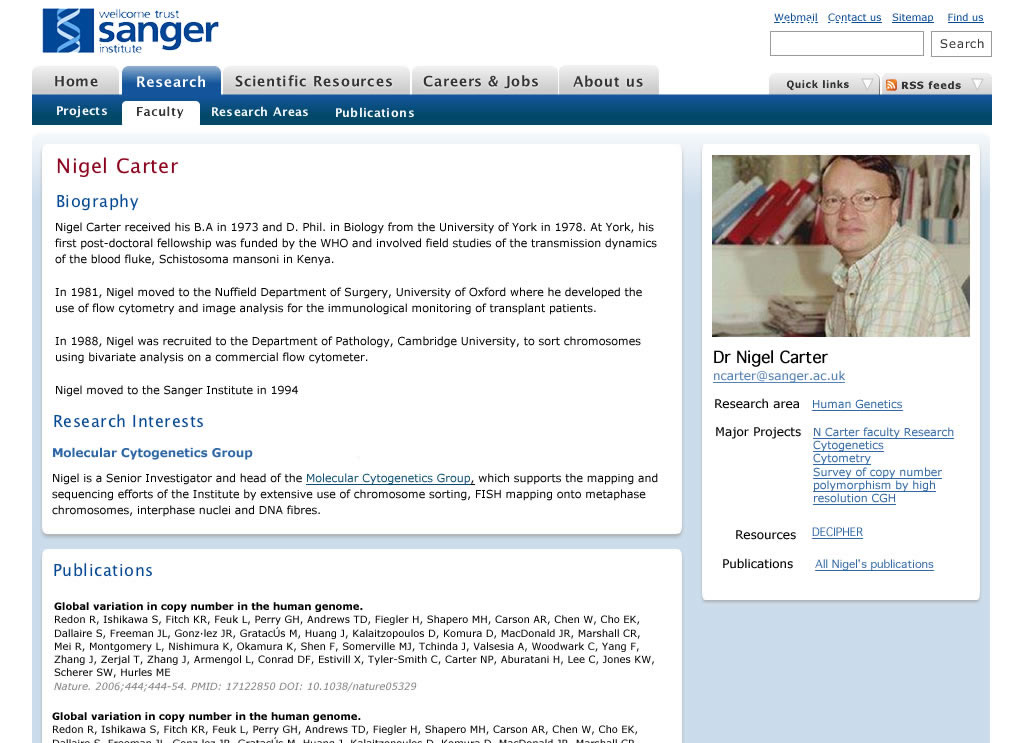 wellcome trust
sanger
institute
Webmail Contact us Sitemap Find us
Search
Home Research Scientific Resources Careers & Jobs About us
Quick links RSS feeds
Projects Faculty Research Areas Publications
Nigel Carter
Biography
Nigel Carter received his B.A in 1973 and D. Phil. in Biology from the University of York in 1978. At York, his
first post-doctoral fellowship was funded by the WHO and involved field studies of the transmission dynamics
of the blood fluke, Schistosoma mansoni in Kenya.
In 1981, Nigel moved to the Nuffield Department of Surgery, University of Oxford where he developed the
use of flow cytometry and image analysis for the immunological monitoring of transplant patients.
In 1988, Nigel was recruited to the Department of Pathology, Cambridge University, to sort chromosomes
using bivariate analysis on a commercial flow cytometer.
Nigel moved to the Sanger Institute in 1994
Research Interests
Molecular Cytogenetics Group
Nigel is a Senior Investigator and head of the Molecular Cytogenetics Group, which supports the mapping and
sequencing efforts of the Institute by extensive use of chromosome sorting, FISH mapping onto metaphase
chromosomes, interphase nuclei and DNA fibres.
Publications
Global variation in copy number in the human genome.
Redon R, Ishikawa S, Fitch KR, Feuk L, Perry GH, Andrews TD, Fiegler H, Shapero MH, Carson AR, Chen W, Cho EK,
Dallaire S, Freeman JL, Gonz·lez JR, GratacÚs M, Huang J, Kalaitzopoulos D, Komura D, MacDonald JR, Marshall CR,
Mei R, Montgomery L, Nishimura K, Okamura K, Shen F, Somerville MJ, Tchinda J, Valsesia A, Woodwark C, Yang F,
Zhang J, Zerjal T, Zhang J, Armengol L, Conrad DF, Estivill X, Tyler-Smith C, Carter NP, Aburatani H, Lee C, Jones KW,
Scherer SW, Hurles ME
Nature. 2006;444;444-54. PMID: 17122850 DOI: 10.1038/nature05329
Global variation in copy number in the human genome.
Redon R, Ishikawa S, Fitch KR, Feuk L, Perry GH, Andrews TD, Fiegler H, Shapero MH, Carson AR, Chen W, Cho EK,
Dallaire S, Freeman JL, Gonz·lez JR, GratacÚs M, Huang J, Kalaitzopoulos D, Komura D, MacDonald JR, Marshall CR,
Dr Nigel Carter
ncarter@sanger.ac.uk
Research area Human Genetics
Major Projects N Carter faculty Research
Cytogenetics
Cytometry
Survey of copy number
polymorphism by high
resolution CGH
Resources DECIPHER
Publications All Nigel's publications